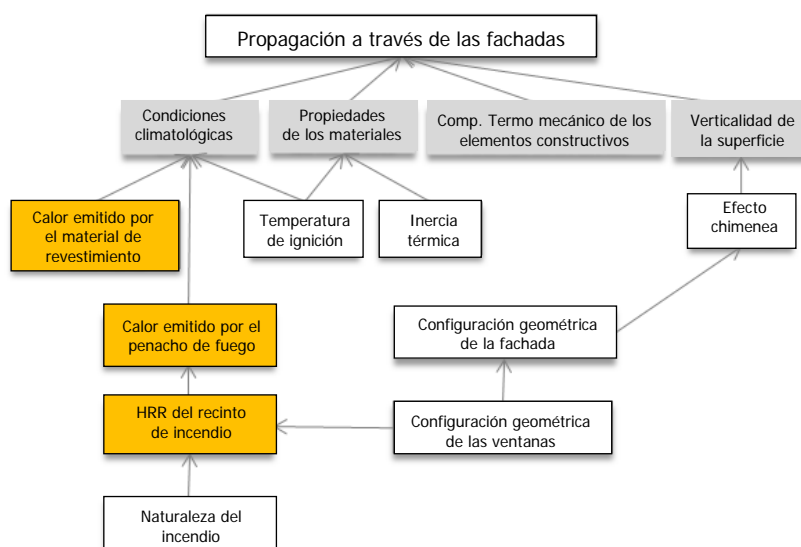 Propagación a través de las fachadas
Condiciones
climatológicas
Propiedades
de los materiales
Comp. Termo mecánico de los
elementos constructivos
Verticalidad de
la superficie
Calor emitido por
el material de
revestimiento
Temperatura
de ignición
Inercia
térmica
Efecto
chimenea
Calor emitido por el
penacho de fuego
Configuración geométrica
de la fachada
HRR del recinto
de incendio
Configuración geométrica
de las ventanas
Naturaleza del
incendio